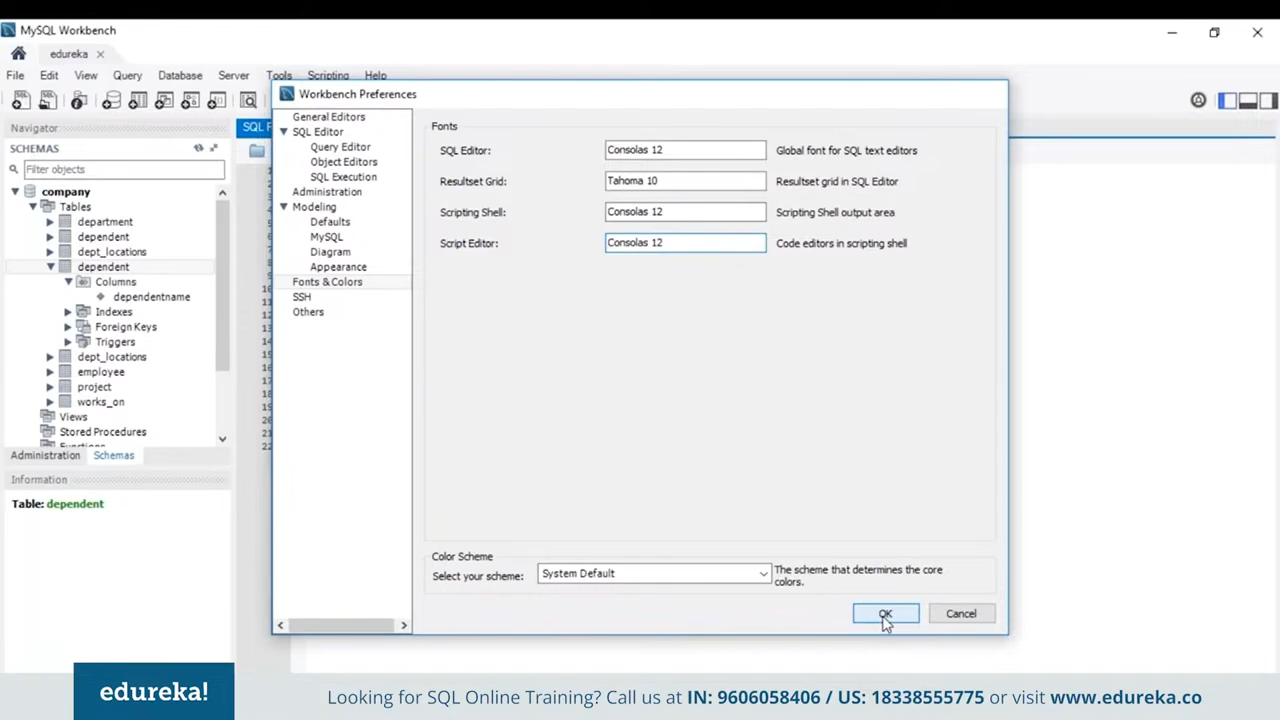 MySQL Workbench
edureka
File Edit View Query Database Server Tools Scripting Help
Navigator
SCHEMAS
Filter objects
company
Tables
department
dependent
dept_locations
dependent
Columns
dependentname
Indexes
Foreign Keys
Triggers
dept_locations
employee
project
works_on
Views
Stored Procedures
Administration Schemas
Information
Table: dependent
Workbench Preferences
General Editors
SQL Editor
Query Editor
Object Editors
SQL Execution
Administration
Modeling
Defaults
MySQL
Diagram
Appearance
Fonts & Colors
SSH
Others
Fonts
SQL Editor: Consolas 12 Global font for SQL text editors
Resultset Grid: Tahoma 10 Resultset grid in SQL Editor
Scripting Shell: Consolas 12 Scripting Shell output area
Script Editor: Consolas 12 Code editors in scripting shell
Color Scheme
Select your scheme: System Default The scheme that determines the core
colors.
OK Cancel
edureka!
Looking for SQL Online Training? Call us at IN: 9606058406 / US: 18338555775 or visit www.edureka.co